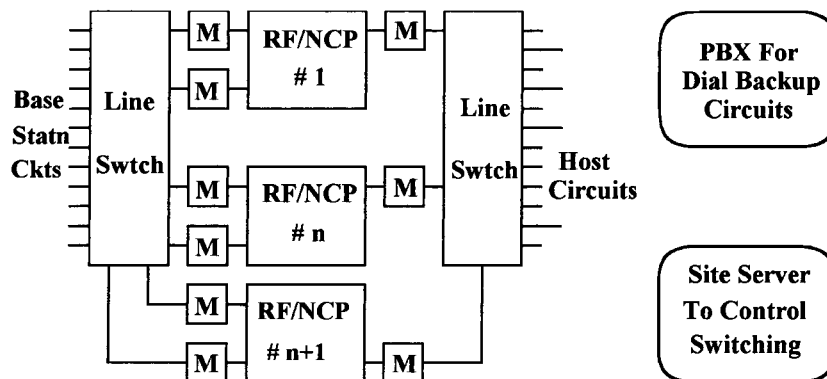 Base
Statn
Ckts
Line
Swtch
M
M
M
M
M
M
RF/NCP
# 1
RF/NCP
# n
RF/NCP
# n+1
M
M
M
Line
Swtch
Host
Circuits
PBX For
Dial Backup
Circuits
Site Server
To Control
Switching